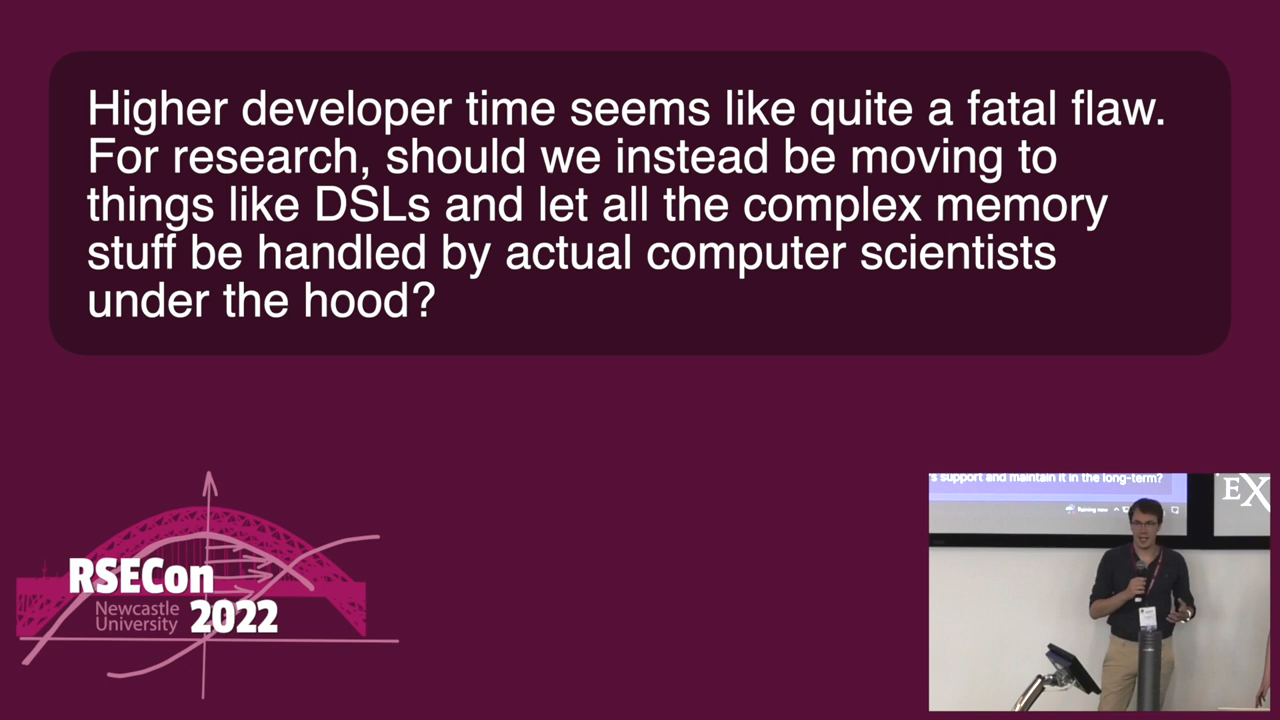 Higher developer time seems like quite a fatal flaw.
For research, should we instead be moving to
things like DSLs and let all the complex memory
stuff be handled by actual computer scientists
under the hood?
RSECon
Newcastle
University 2022
's support and maintain it in the long-term?
Raining now
EX